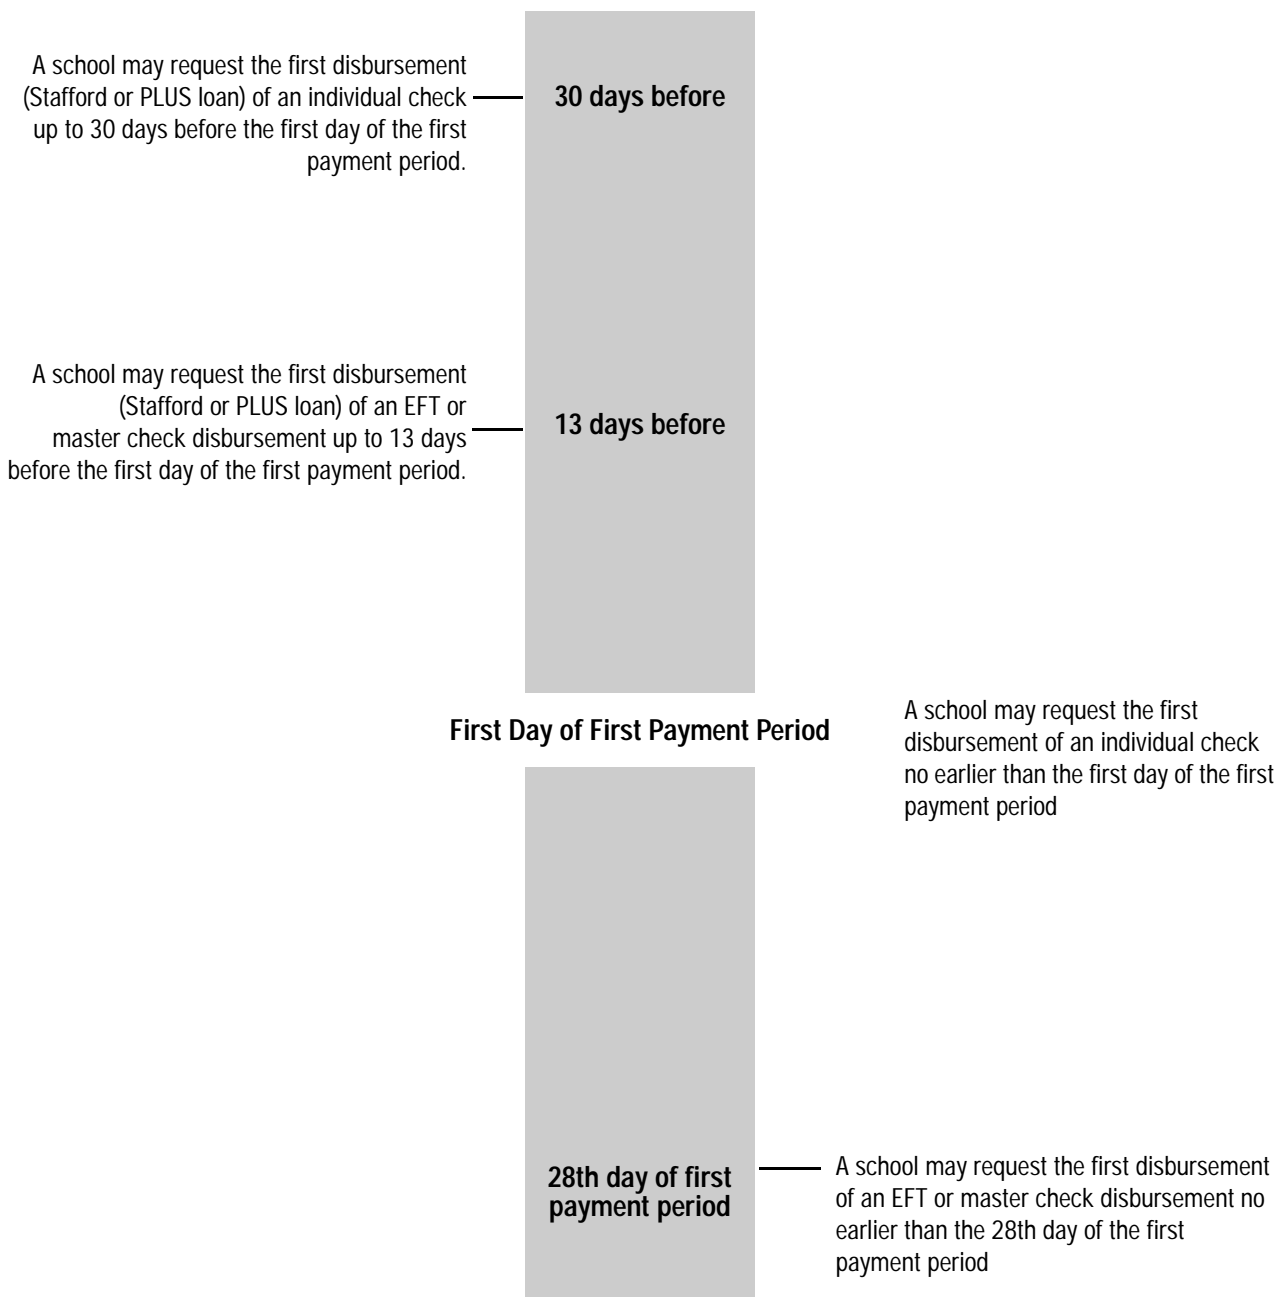 A school may request the first disbursement
(Stafford or PLUS loan) of an individual check
up to 30 days before the first day of the first
payment period.
30 days before
A school may request the first disbursement
(Stafford or PLUS loan) of an EFT or
master check disbursement up to 13 days
before the first day of the first payment period.
13 days before
First Day of First Payment Period
A school may request the first
disbursement of an individual check
no earlier than the first day of the first
payment period
28th day of first
payment period
A school may request the first disbursement
of an EFT or master check disbursement no
earlier than the 28th day of the first
payment period